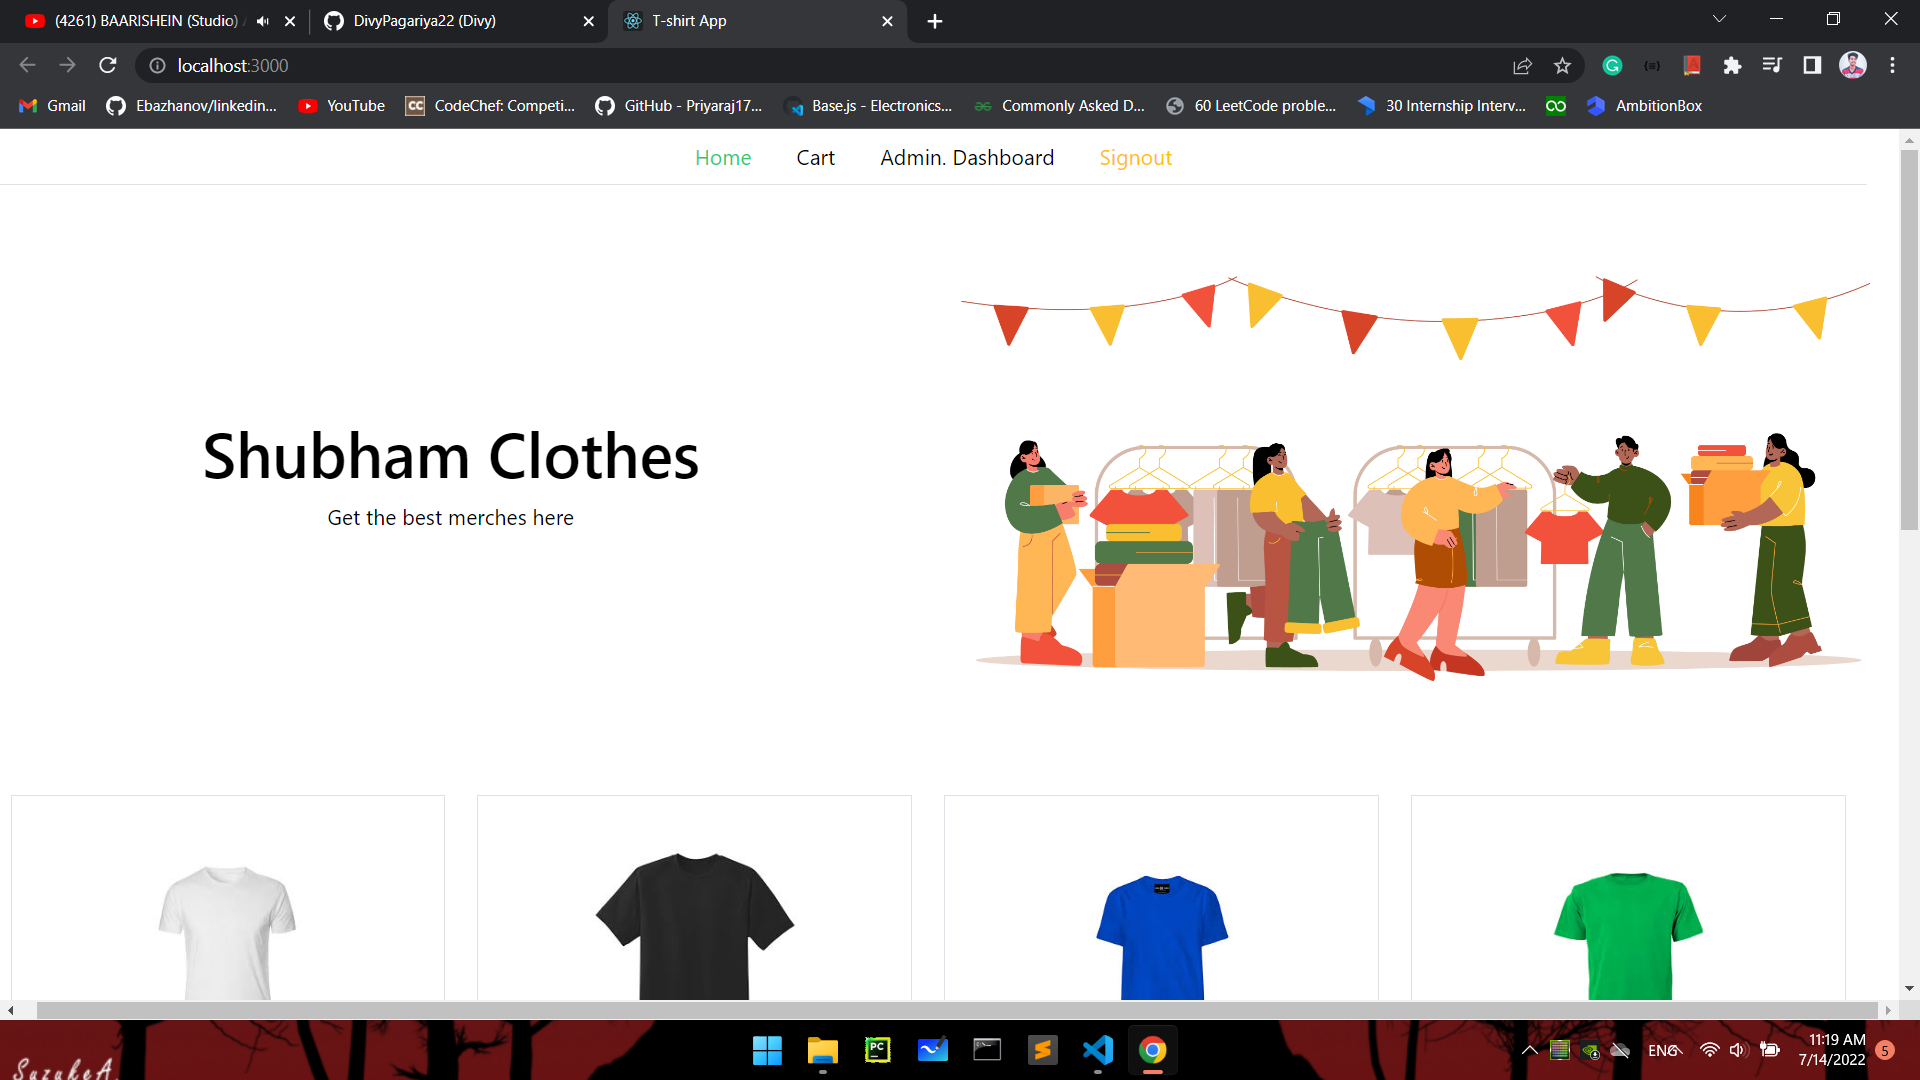 (4261) BAARISHEIN (Studio)
DivyPagariya22 (Divy)
T-shirt App
localhost:3000
Gmail
Ebazhanov/linkedin...
YouTube
CodeChef: Competi...
GitHub - Priyaraj17...
Base.js - Electronics...
Commonly Asked D...
60 LeetCode proble...
30 Internship Interv...
AmbitionBox
Home
Cart
Admin. Dashboard
Signout
Shubham Clothes
Get the best merches here
SuzukeA.
ENG
11:19 AM
7/14/2022
5